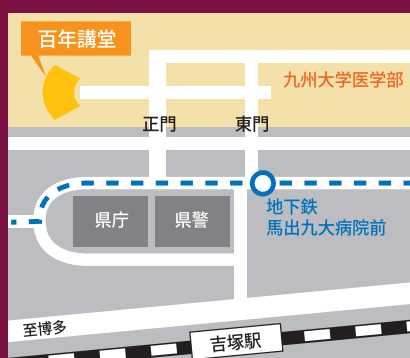 百年講堂
九州大学医学部
正門
東門
地下鉄
馬出九大病院前
県庁
県警
至博多
吉塚駅